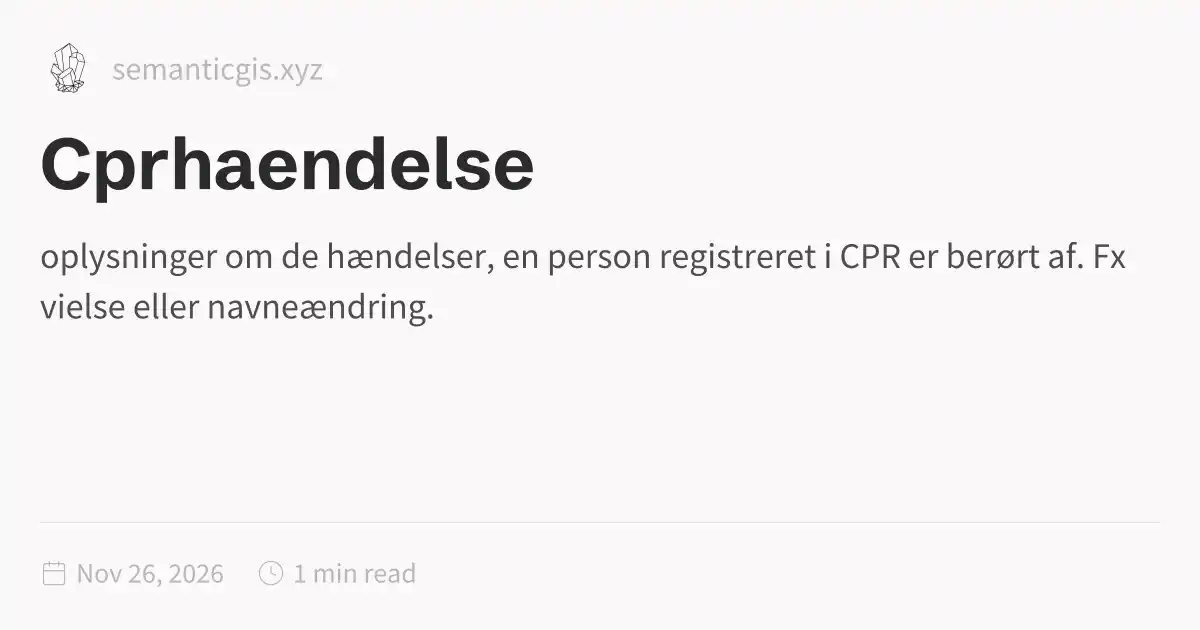 semanticgis.xyz
Cprhaendelse
oplysninger om de hændelser, en person registreret i CPR er berørt af. Fx
vielse eller navneændring.
Nov 26, 2026 1 min read